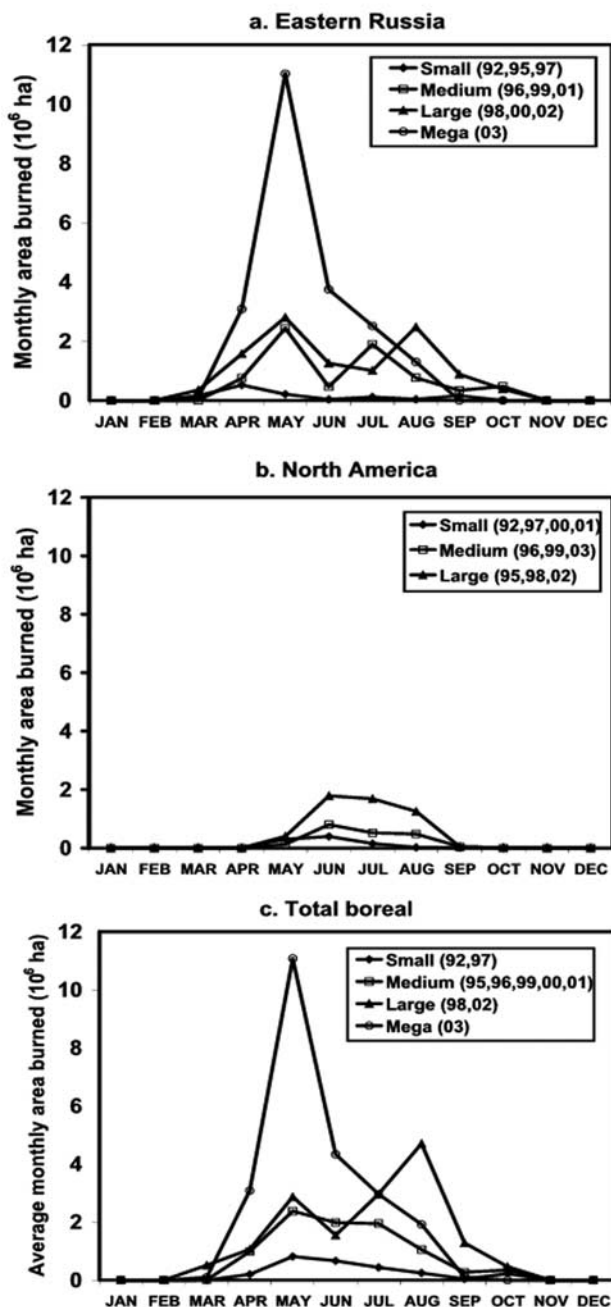 a. Eastern Russia
Monthly area burned (10⁶ ha)
12
10
8
6
4
2
0
Small (92,95,97)
Medium (96,99,01)
Large (98,00,02)
Mega (03)
JAN FEB MAR APR MAY JUN JUL AUG SEP OCT NOV DEC
b. North America
Monthly area burned (10⁶ ha)
12
10
8
6
4
2
0
Small (92,97,00,01)
Medium (96,99,03)
Large (95,98,02)
JAN FEB MAR APR MAY JUN JUL AUG SEP OCT NOV DEC
c. Total boreal
Average monthly area burned (10⁶ ha)
12
10
8
6
4
2
0
Small (92,97)
Medium (95,96,99,00,01)
Large (98,02)
Mega (03)
JAN FEB MAR APR MAY JUN JUL AUG SEP OCT NOV DEC